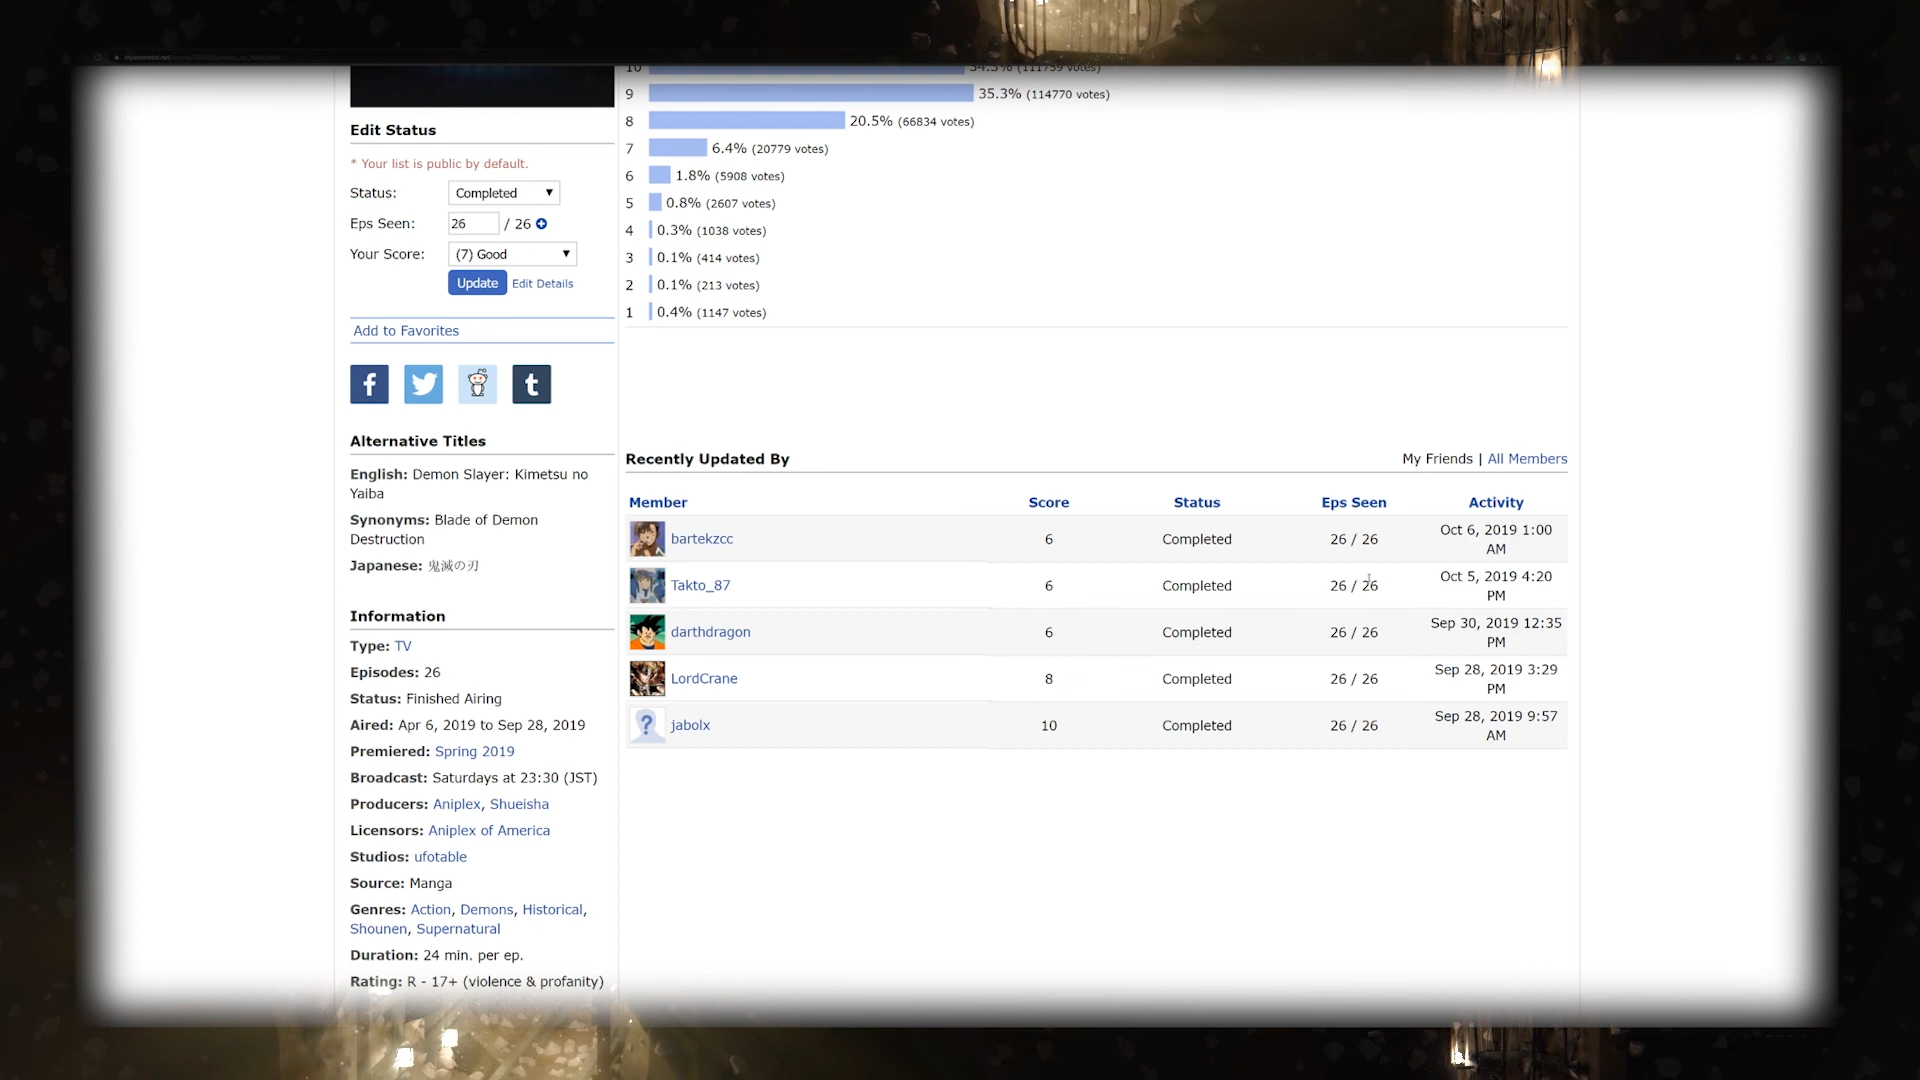 10 34.3% (111759 votes)
9 35.3% (114770 votes)
8 20.5% (66834 votes)
7 6.4% (20779 votes)
6 1.8% (5908 votes)
5 0.8% (2607 votes)
4 0.3% (1038 votes)
3 0.1% (414 votes)
2 0.1% (213 votes)
1 0.4% (1147 votes)
Edit Status
* Your list is public by default.
Status: Completed
Eps Seen: 26 / 26
Your Score: (7) Good
Update Edit Details
Add to Favorites
Alternative Titles
English: Demon Slayer: Kimetsu no
Yaiba
Synonyms: Blade of Demon
Destruction
Japanese: 鬼滅の刃
Information
Type: TV
Episodes: 26
Status: Finished Airing
Aired: Apr 6, 2019 to Sep 28, 2019
Premiered: Spring 2019
Broadcast: Saturdays at 23:30 (JST)
Producers: Aniplex, Shueisha
Licensors: Aniplex of America
Studios: ufotable
Source: Manga
Genres: Action, Demons, Historical,
Shounen, Supernatural
Duration: 24 min. per ep.
Rating: R - 17+ (violence & profanity)
Recently Updated By My Friends | All Members
Member Score Status Eps Seen Activity
bartekzcc 6 Completed 26 / 26 Oct 6, 2019 1:00
AM
Takto_87 6 Completed 26 / 26 Oct 5, 2019 4:20
PM
darthdragon 6 Completed 26 / 26 Sep 30, 2019 12:35
PM
LordCrane 8 Completed 26 / 26 Sep 28, 2019 3:29
PM
jabolx 10 Completed 26 / 26 Sep 28, 2019 9:57
AM